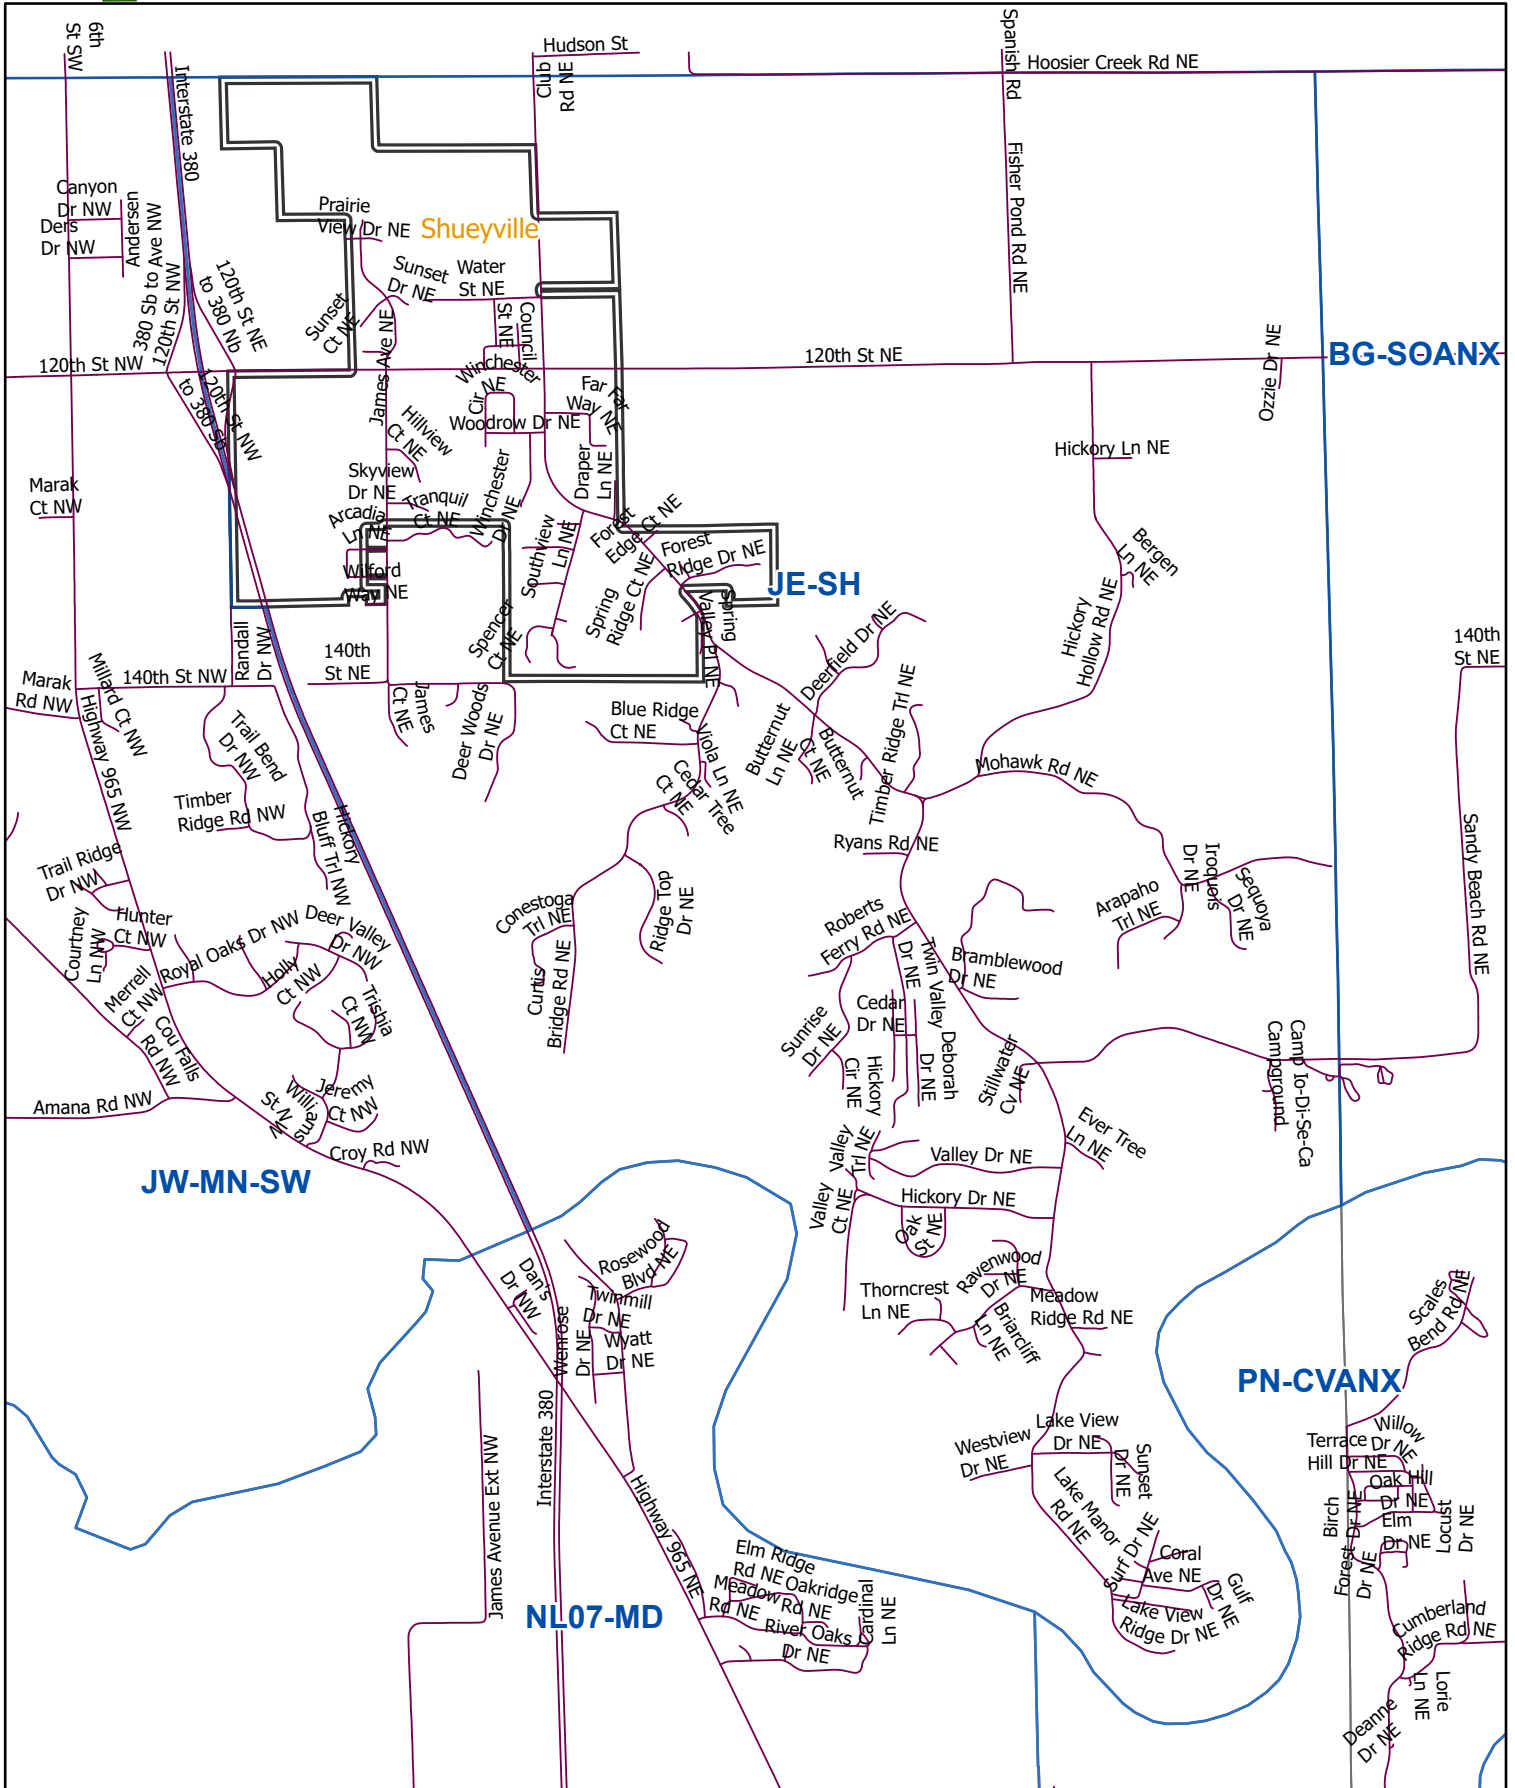 6th
St SW
Interstate 380
Hudson St
Club
Rd NE
Spanish Rd
Hoosier Creek Rd NE
Canyon
Dr NW
Ders
Dr NW
Andersen
Ave NW
380 Sb to
120th St NW
120th St NE
to 380 Nb
Prairie
View Dr NE
Shueyville
Fisher Pond Rd NE
Sunset
Dr NE
Water
St NE
Sunset
Ct NE
James Ave NE
Council
St NE
120th St NW
120th St NE
BG-SOANX
Ozzie Dr NE
120th St NW
to 380 Sb
Winchester
Cir NE
Far Far
Way NE
Woodrow Dr NE
Hillview
Ct NE
Hickory Ln NE
Marak
Ct NW
Skyview
Dr NE
Tranquil
Ct NE
Winchester
Dr NE
Draper
Ln NE
Arcadia
Ln NE
Southview
Ln NE
Forest
Edge Ct NE
Forest
Ridge Dr NE
Bergen
Ln NE
Wilford
Way NE
JE-SH
Spring
Ridge Ct NE
Spring
Valley Pl NE
Spencer
Ct NE
Hickory
Hollow Rd NE
Deerfield Dr NE
Randall
Dr NW
140th
St NE
140th
St NE
Marak
Rd NW
Millard Ct NW
140th St NW
Highway 965 NW
James
Ct NE
Deer Woods
Dr NE
Blue Ridge
Ct NE
Viola Ln NE
Butternut
Ln NE
Butternut
Ct NE
Timber Ridge Trl NE
Trail Bend
Dr NW
Mohawk Rd NE
Cedar Tree
Ct NE
Timber
Ridge Rd NW
Hickory
Bluff Trl NW
Ryans Rd NE
Sandy Beach Rd NE
Trail Ridge
Dr NW
Iroquois
Dr NE
Sequoya
Dr NE
Arapaho
Trl NE
Ridge Top
Dr NE
Conestoga
Trl NE
Roberts
Ferry Rd NE
Courtney
Ln NW
Hunter
Ct NW
Royal Oaks Dr NW
Deer Valley
Dr NW
Holly
Ct NW
Twin Valley
Dr NE
Bramblewood
Dr NE
Merrell
Ct NW
Trishia
Ct NW
Curtis
Bridge Rd NE
Cedar
Dr NE
Sunrise
Dr NE
Cou Falls
Rd NW
Hickory
Cir NE
Deborah
Dr NE
Stillwater
Cv NE
Camp Io-Di-Se-Ca
Campground
Amana Rd NW
Williams
St NW
Jeremy
Ct NW
Croy Rd NW
Valley
Trl NE
Ever Tree
Ln NE
Valley Dr NE
JW-MN-SW
Valley
Ct NE
Hickory Dr NE
Oak
St NE
Rosewood
Blvd NE
Dan's
Dr NW
Twinmill
Dr NE
Ravenwood
Dr NE
Thorncrest
Ln NE
Meadow
Ridge Rd NE
Scales
Bend Rd NE
Wenrose
Dr NE
Wyatt
Dr NE
Briarcliff
Ln NE
PN-CVANX
Interstate 380
James Avenue Ext NW
Lake View
Dr NE
Westview
Dr NE
Sunset
Dr NE
Willow
Dr NE
Terrace
Hill Dr NE
Oak Hill
Dr NE
Lake Manor
Rd NE
Highway 965 NE
Birch
Dr NE
Elm
Dr NE
Locust
Dr NE
Surf Dr NE
Elm Ridge
Rd NE
Coral
Ave NE
Forest
Dr NE
Meadow
Rd NE
Oakridge
Rd NE
Gulf
Dr NE
NL07-MD
Cardinal
Ln NE
Lake View
Ridge Dr NE
Cumberland
Ridge Rd NE
River Oaks
Dr NE
Lorie
Ln NE
Deanne
Dr NE